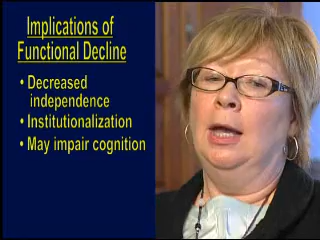 Implications of
Functional Decline
• Decreased
independence
• Institutionalization
• May impair cognition